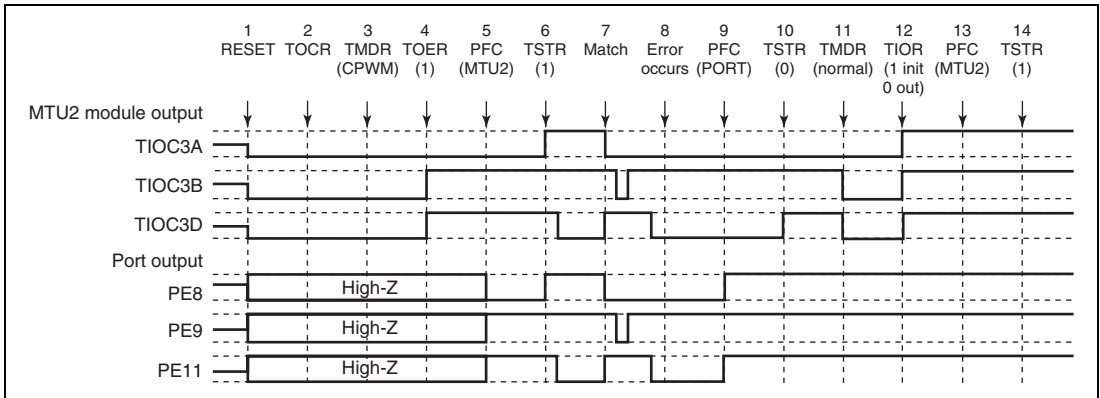 1 2 3 4 5 6 7 8 9 10 11 12 13 14
RESET TOCR TMDR TOER PFC TSTR Match Error PFC TSTR TMDR TIOR PFC TSTR
(CPWM) (1) (MTU2) (1) occurs (PORT) (0) (normal) (1 init (MTU2) (1)
0 out)
MTU2 module output
TIOC3A
TIOC3B
TIOC3D
Port output
PE8 High-Z
PE9 High-Z
PE11 High-Z